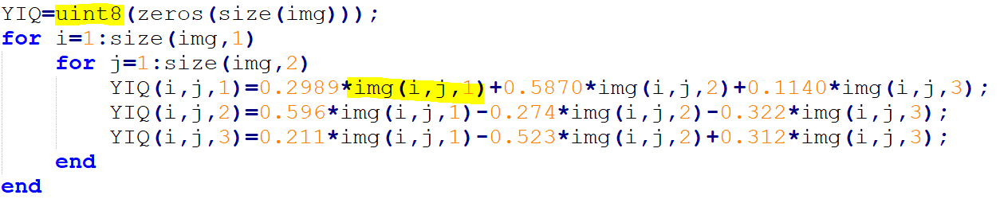 YIQ=uint8(zeros(size(img)));
for i=1:size(img,1)
for j=1:size(img,2)
YIQ(i,j,1)=0.2989*img(i,j,1)+0.5870*img(i,j,2)+0.1140*img(i,j,3);
YIQ(i,j,2)=0.596*img(i,j,1)-0.274*img(i,j,2)-0.322*img(i,j,3);
YIQ(i,j,3)=0.211*img(i,j,1)-0.523*img(i,j,2)+0.312*img(i,j,3);
end
end